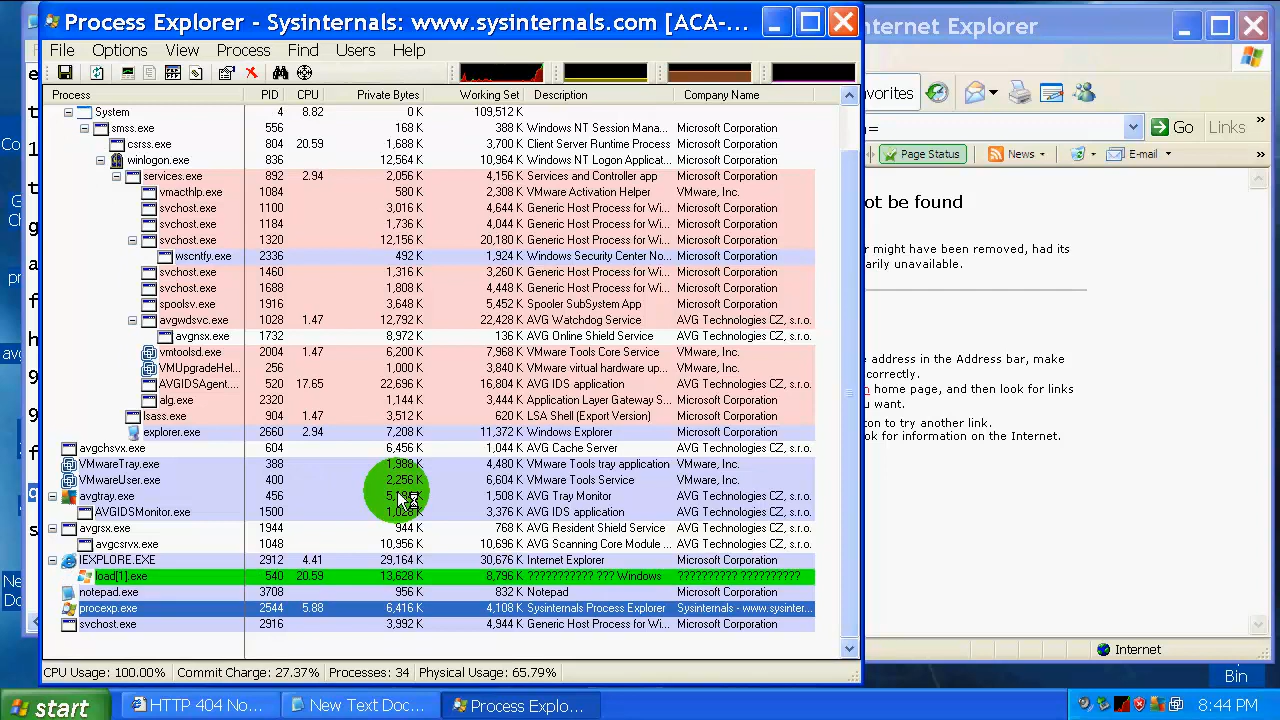 Process Explorer - Sysinternals: www.sysinternals.com [ACA-...
nternet Explorer
File Options View Process Find Users Help
avorites
Process PID CPU Private Bytes Working Set Description Company Name
System 4 8.82 0 K 109,512 K
smss.exe 556 168 K 388 K Windows NT Session Mana... Microsoft Corporation
csrss.exe 804 20.59 1,688 K 3,700 K Client Server Runtime Process Microsoft Corporation
836 10,964 K Windows NT Logon Applicat... Microsoft Corporation
services.exe 892 2.94 2,056 K 4,156 K Services and Controller app Microsoft Corporation
vmacthlp.exe 1084 580 K 2,308 K VMware Activation Helper VMware, Inc.
svchost.exe 1100 3,016 K 4,644 K Generic Host Process for Wi... Microsoft Corporation
svchost.exe 1184 1,736 K 4,044 K Generic Host Process for Wi... Microsoft Corporation
svchost.exe 1320 12,156 K 20,180 K Generic Host Process for Wi... Microsoft Corporation
wscntfy.exe 2336 492 K 1,924 K Windows Security Center No... Microsoft Corporation
svchost.exe 1460 1,316 K 3,260 K Generic Host Process for Wi... Microsoft Corporation
svchost.exe 1688 1,808 K 4,448 K Generic Host Process for Wi... Microsoft Corporation
spoolsv.exe 1916 3,648 K 5,452 K Spooler SubSystem App Microsoft Corporation
avgwdsvc.exe 1028 1.47 12,792 K 22,428 K AVG Watchdog Service AVG Technologies CZ, s.r.o.
avgnsx.exe 1732 8,972 K 136 K AVG Online Shield Service AVG Technologies CZ, s.r.o.
vmtoolsd.exe 2004 1.47 6,200 K 7,968 K VMware Tools Core Service VMware, Inc.
VMUpgradeHel... 256 1,000 K 3,840 K VMware virtual hardware up... VMware, Inc.
AVGIDSAgent.... 520 17.65 22,696 K 16,804 K AVG IDS application AVG Technologies CZ, s.r.o.
alg.exe 2320 1,144 K 3,444 K Application Layer Gateway S... Microsoft Corporation
lsass.exe 904 1.47 620 K LSA Shell (Export Version) Microsoft Corporation
explorer.exe 2660 2.94 7,208 K 11,372 K Windows Explorer Microsoft Corporation
avgchsvx.exe 604 6,456 K 1,044 K AVG Cache Server AVG Technologies CZ, s.r.o.
VMwareTray.exe 388 1,988 K 4,480 K VMware Tools tray application VMware, Inc.
VMwareUser.exe 400 2,256 K 6,604 K VMware Tools Service VMware, Inc.
avgtray.exe 456 1,500 K AVG Tray Monitor AVG Technologies CZ, s.r.o.
AVGIDSMonitor.exe 1500 3,376 K AVG IDS application AVG Technologies CZ, s.r.o.
avgrsx.exe 1944 944 K 768 K AVG Resident Shield Service AVG Technologies CZ, s.r.o.
avgcsrvx.exe 1048 10,956 K 10,696 K AVG Scanning Core Module ... AVG Technologies CZ, s.r.o.
IEXPLORE.EXE 2912 4.41 29,164 K 30,676 K Internet Explorer Microsoft Corporation
load[1].exe 540 20.59 13,628 K 8,796 K ??????????? ??? Windows ?????????? ??????????
notepad.exe 3708 956 K 832 K Notepad Microsoft Corporation
procexp.exe 2544 5.88 6,416 K 4,108 K Sysinternals Process Explorer Sysinternals - www.sysinter...
svchost.exe 2916 3,992 K 4,944 K Generic Host Process for Wi... Microsoft Corporation
CPU Usage: 100.00% Commit Charge: 27.37% Processes: 34 Physical Usage: 65.79%
= Go Links »
Page Status News E-mail »
ot be found
r might have been removed, had its
arily unavailable.
e address in the Address bar, make
correctly.
home page, and then look for links
u want.
on to try another link.
ok for information on the Internet.
Internet
Bin
start HTTP 404 No... New Text Doc... Process Explo... 8:44 PM